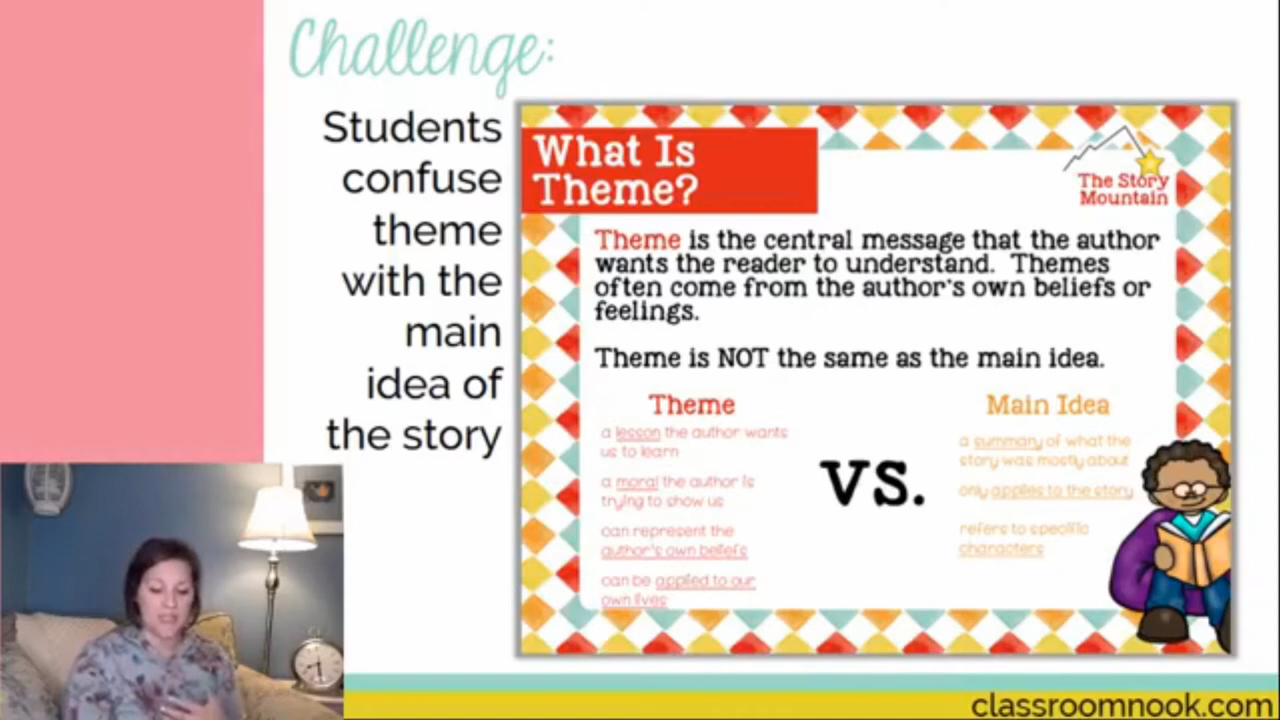 Challenge:
Students
confuse
theme
with the
main
idea of
the story
What Is
Theme?
The Story
Mountain
Theme is the central message that the author
wants the reader to understand. Themes
often come from the author's own beliefs or
feelings.
Theme is NOT the same as the main idea.
Theme
a lesson the author wants
us to learn
a moral the author is
trying to show us
can represent the
author's own beliefs
can be applied to our
own lives
vs.
Main Idea
a summary of what the
story was mostly about
only applies to the story
refers to specific
characters
classroomnook.com